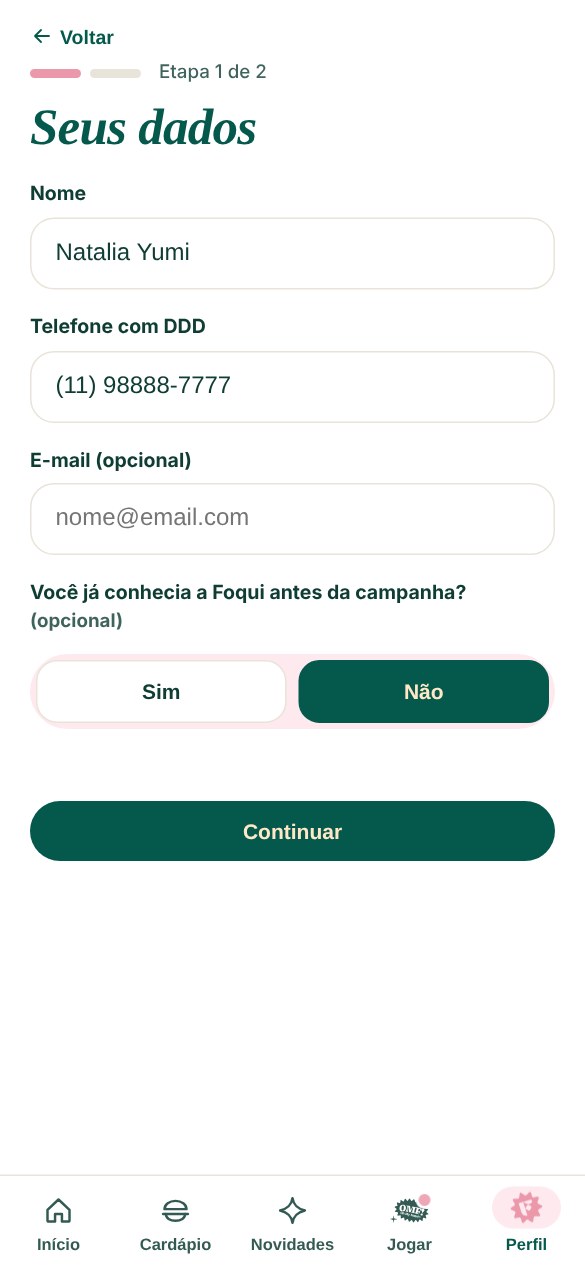 Voltar
Etapa 1 de 2
Seus dados
Nome
Natalia Yumi
Telefone com DDD
(11) 98888-7777
E-mail (opcional)
nome@email.com
Você já conhecia a Foqui antes da campanha?
(opcional)
Sim
Não
Continuar
Início
Cardápio
Novidades
Jogar
Perfil